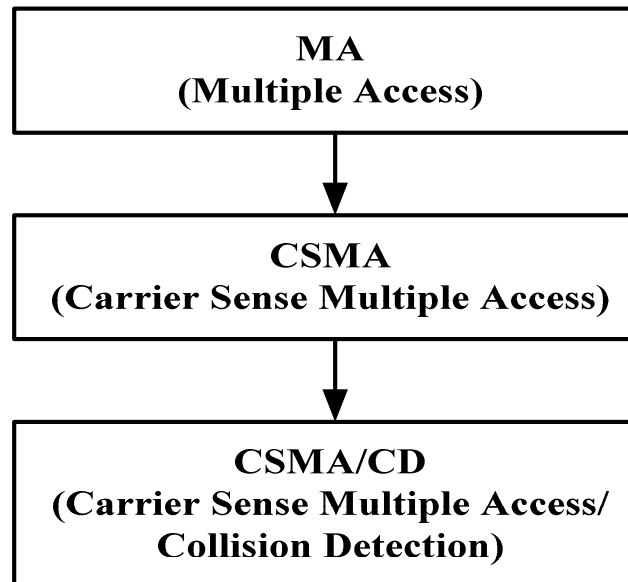 MA
(Multiple Access)
CSMA
(Carrier Sense Multiple Access)
CSMA/CD
(Carrier Sense Multiple Access/
Collision Detection)